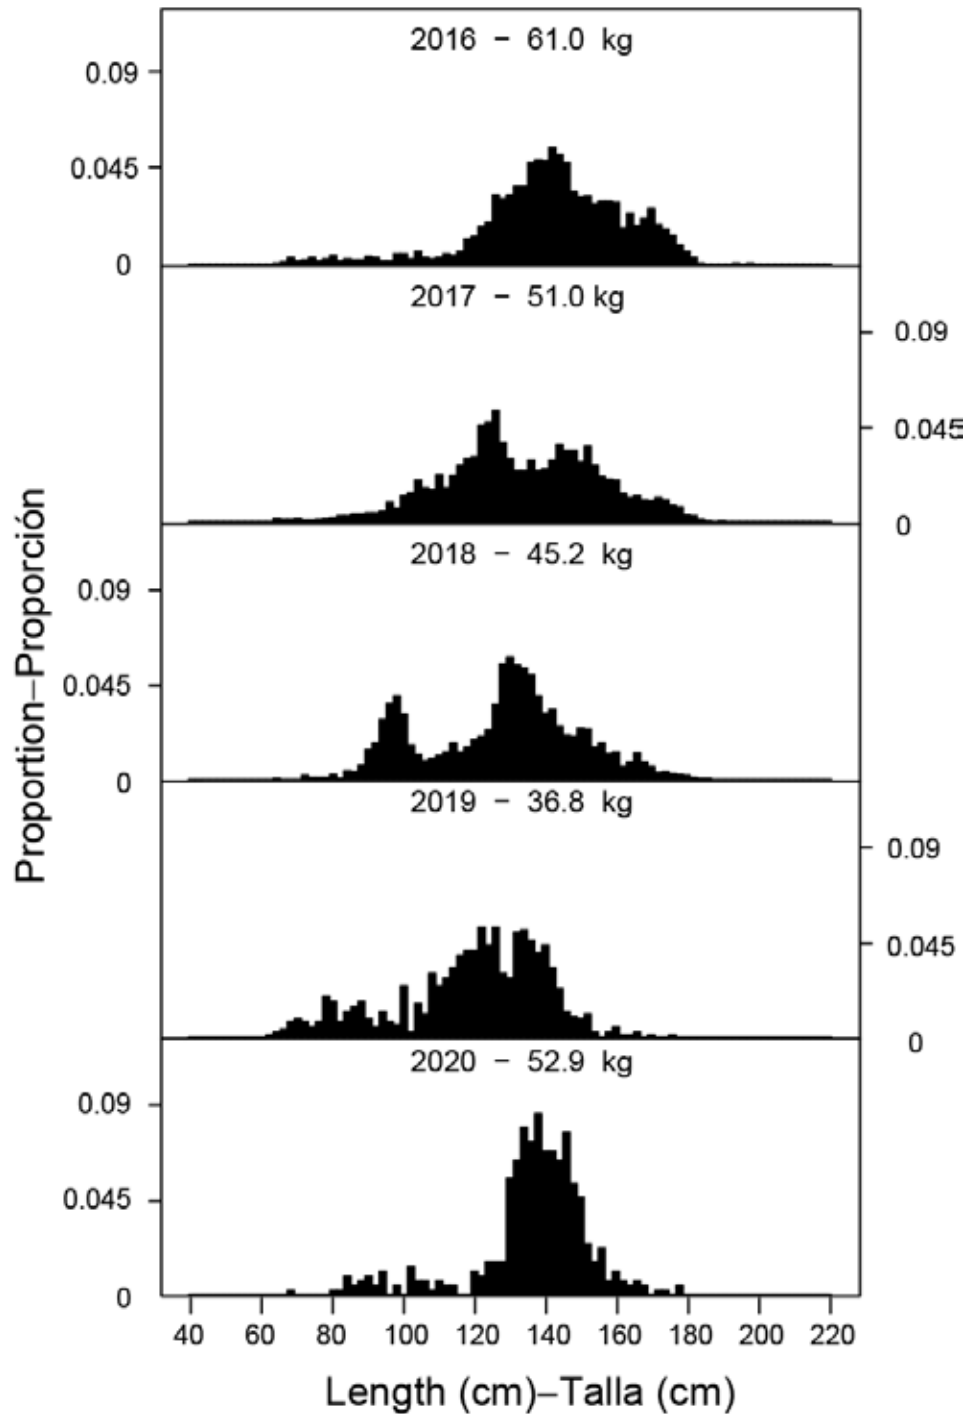 2016 – 61.0 kg
0.09
0.045
0
2017 – 51.0 kg
0.09
0.045
0
2018 – 45.2 kg
0.09
0.045
0
2019 – 36.8 kg
0.09
0.045
0
2020 – 52.9 kg
0.09
0.045
0
Proportion–Proporción
40 60 80 100 120 140 160 180 200 220
Length (cm)–Talla (cm)